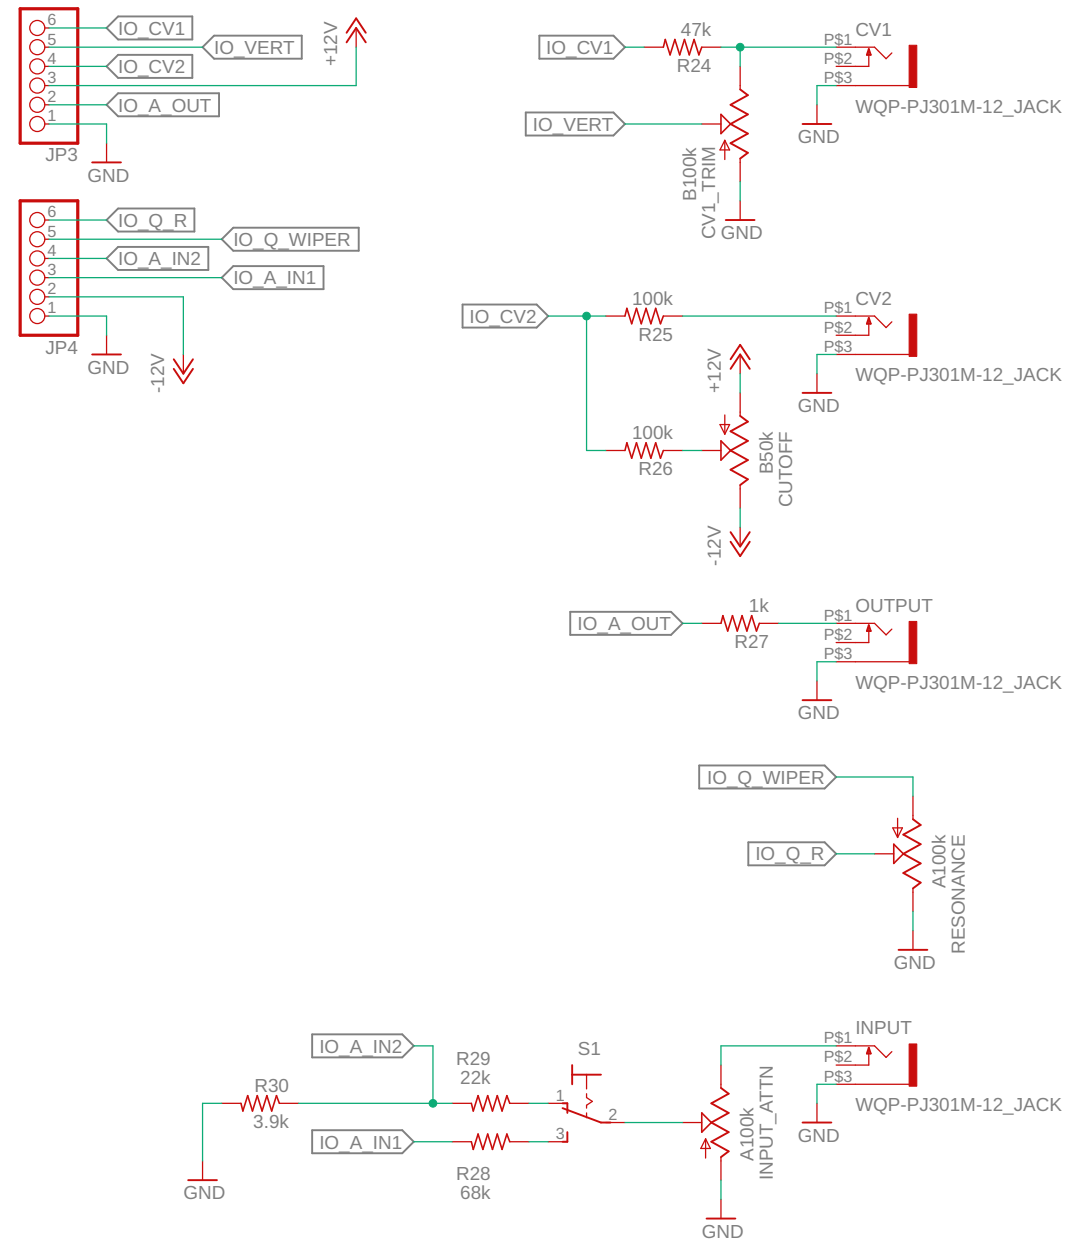 6
IO_CV1
5
IO_VERT
4
IO_CV2
3
+12V
2
IO_A_OUT
1
JP3
GND
6
IO_Q_R
5
IO_Q_WIPER
4
IO_A_IN2
3
IO_A_IN1
2
1
JP4
GND
-12V
IO_CV1
47k
R24
P$1
CV1
P$2
P$3
WQP-PJ301M-12_JACK
GND
IO_VERT
B100k
CV1_TRIM
GND
IO_CV2
100k
R25
P$1
CV2
P$2
P$3
WQP-PJ301M-12_JACK
GND
+12V
100k
R26
B50k
CUTOFF
-12V
IO_A_OUT
1k
R27
P$1
OUTPUT
P$2
P$3
WQP-PJ301M-12_JACK
GND
IO_Q_WIPER
IO_Q_R
A100k
RESONANCE
GND
IO_A_IN2
R29
22k
S1
R30
3.9k
1
2
3
IO_A_IN1
R28
68k
GND
P$1
INPUT
P$2
P$3
WQP-PJ301M-12_JACK
GND
A100k
INPUT_ATTN
GND